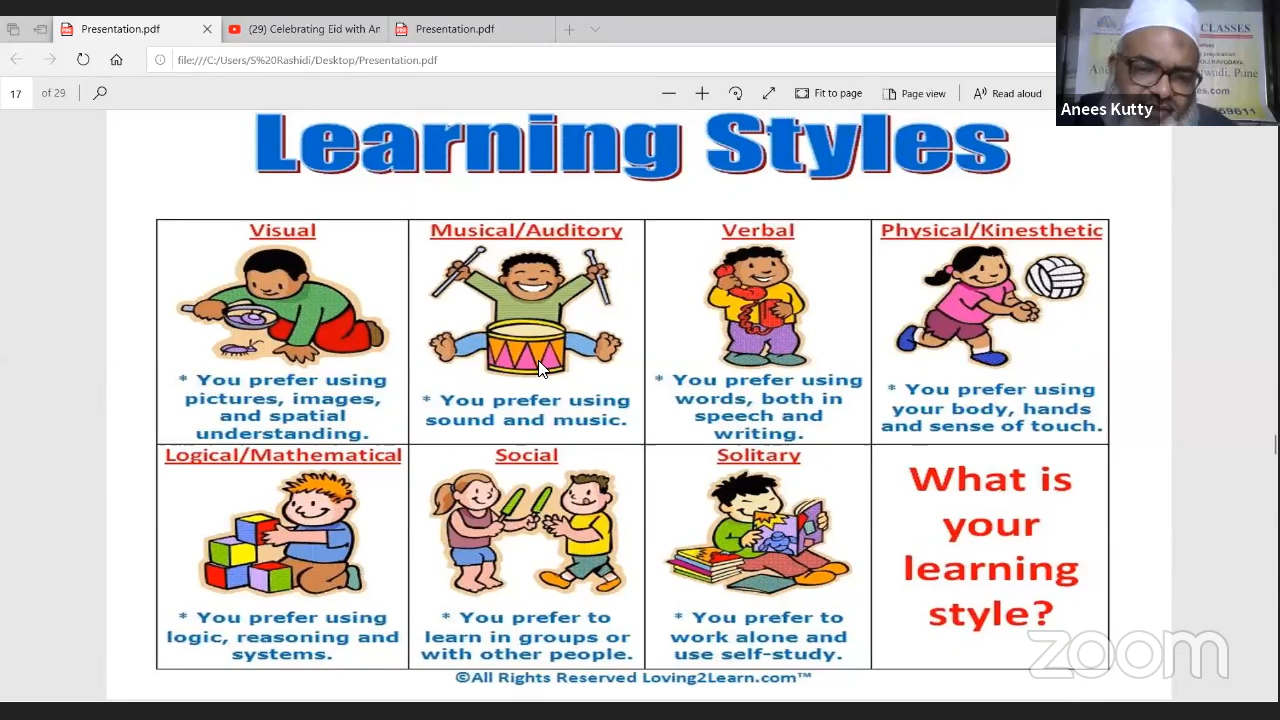 Presentation.pdf
(29) Celebrating Eid with An
Presentation.pdf
file:///C:/Users/S%20Rashidi/Desktop/Presentation.pdf
17 of 29
Fit to page
Page view
Read aloud
CLASSES
Pune
Anees Kutty
Learning Styles
Visual
* You prefer using
pictures, images,
and spatial
understanding.
Musical/Auditory
* You prefer using
sound and music.
Verbal
* You prefer using
words, both in
speech and
writing.
Physical/Kinesthetic
* You prefer using
your body, hands
and sense of touch.
Logical/Mathematical
* You prefer using
logic, reasoning and
systems.
Social
* You prefer to
learn in groups or
with other people.
Solitary
* You prefer to
work alone and
use self-study.
What is
your
learning
style?
©All Rights Reserved Loving2Learn.com™
zoom